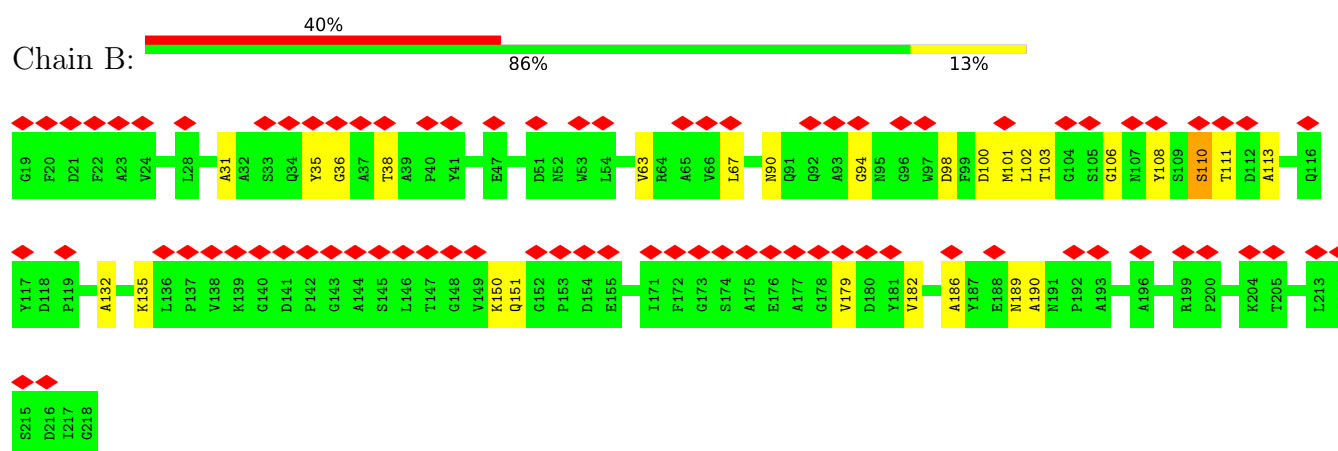 40%
Chain B:
86% 13%
G19 F20 D21 F22 A23 V24 L28 A31 A32 S33 Q34 Y35 G36 A37 T38 A39 P40 Y41 E47 D51 N52 W53 L54 V63 R64 A65 V66 L67 N90 Q91 Q92 A93 G94 N95 G96 W97 D98 F99 D100 M101 L102 T103 G104 S105 G106 N107 Y108 S109 S110 T111 D112 A113 Q116
Y117 D118 P119 A132 K135 L136 P137 V138 K139 G140 D141 P142 G143 A144 S145 L146 T147 G148 V149 K150 Q151 G152 P153 D154 E155 I171 F172 G173 S174 A175 E176 A177 G178 V179 D180 Y181 V182 A186 Y187 E188 N189 A190 N191 P192 A193 A196 R199 P200 K204 T205 L213
S215 D216 I217 G218